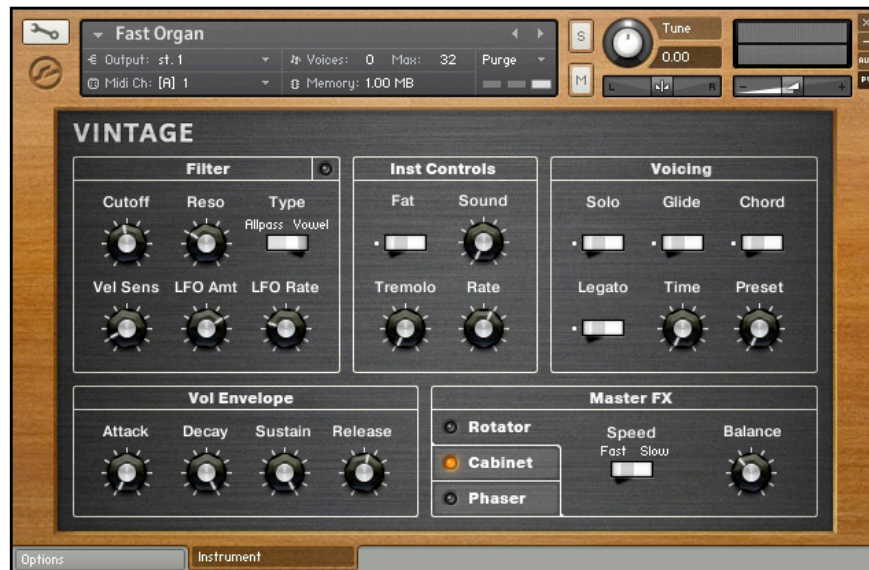 Fast Organ
S
Tune
Output: st. 1
Voices: 0 Max: 32
Purge
0.00
AU
Midi Ch: [A] 1
Memory: 1.00 MB
M
L
R
-
+
PV
VINTAGE
Filter
Inst Controls
Voicing
Cutoff
Reso
Type
Fat
Sound
Solo
Glide
Chord
Allpass Vowel
Vel Sens
LFO Amt
LFO Rate
Tremolo
Rate
Legato
Time
Preset
Vol Envelope
Master FX
Attack
Decay
Sustain
Release
Rotator
Speed
Balance
Fast Slow
Cabinet
Phaser
Options
Instrument